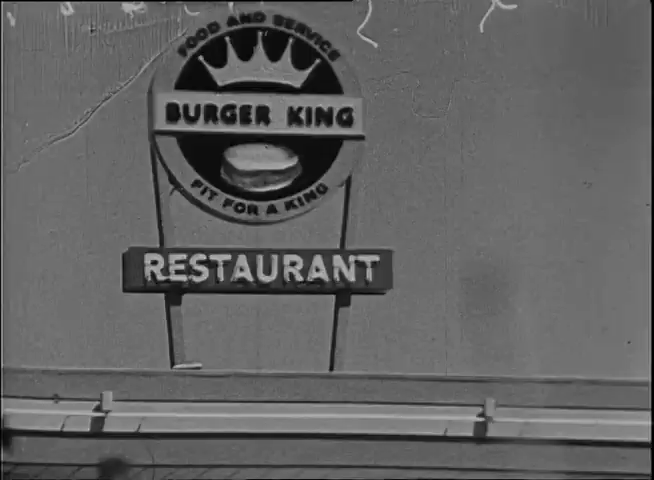 FOOD AND SERVICE
BURGER KING
FIT FOR A KING
RESTAURANT